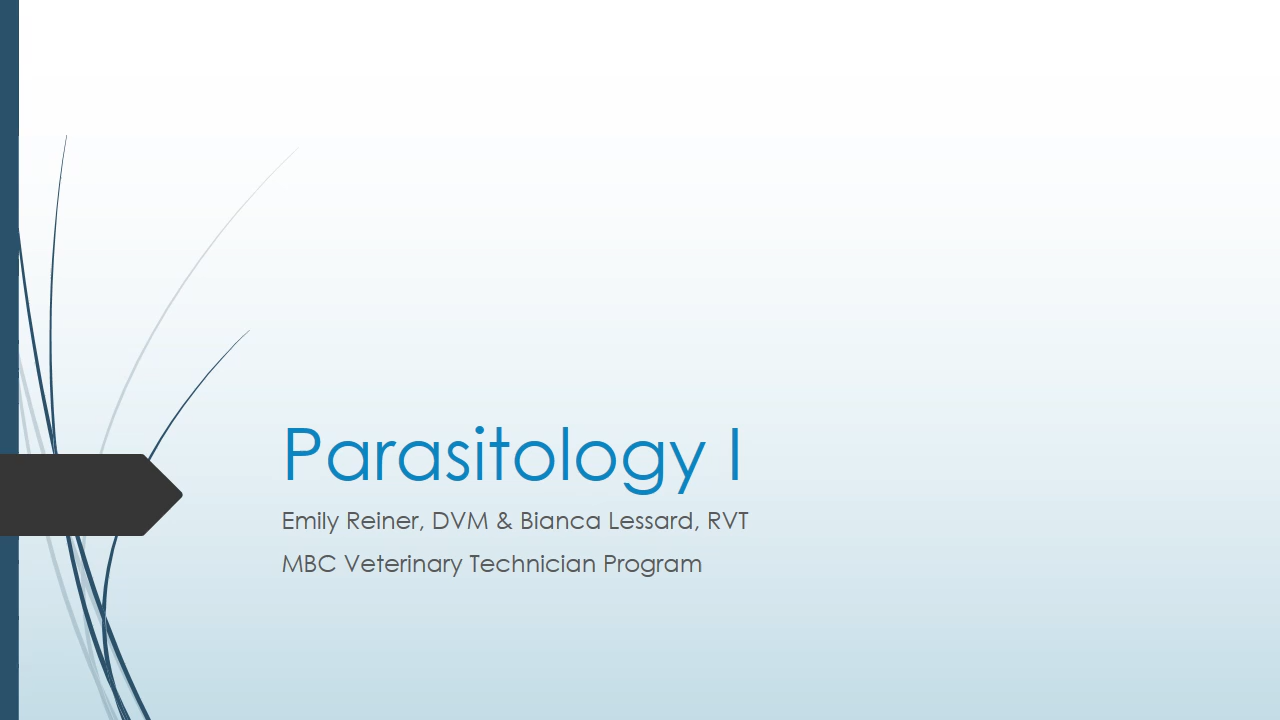 Parasitology I
Emily Reiner, DVM & Bianca Lessard, RVT
MBC Veterinary Technician Program